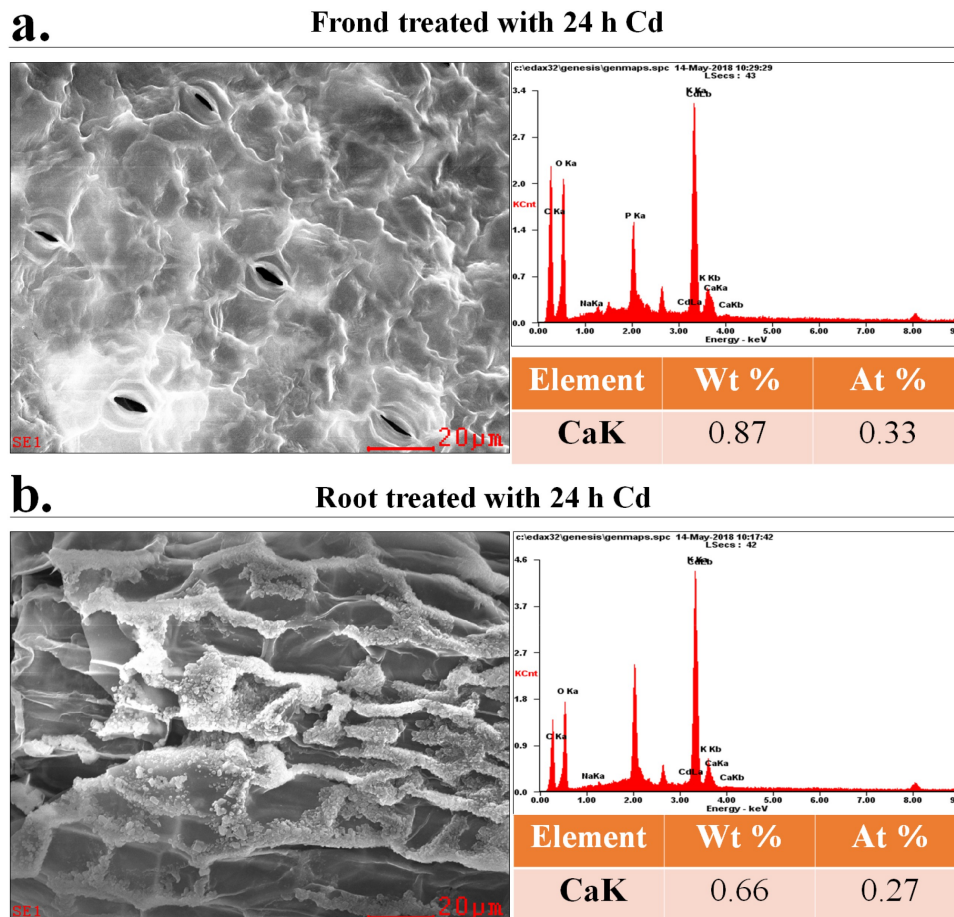 a.
Frond treated with 24 h Cd
c:\edax32\genesis\genmaps.spc 14-May-2018 10:29:29
LSecs : 43
3.4
2.7
2.0
KCnt
1.4
0.7
0.0
C Ka
O Ka
NaKa
P Ka
K Ka
CdLb
CdLa
K Kb
CaKa
CaKb
0.00 1.00 2.00 3.00 4.00 5.00 6.00 7.00 8.00 9
Energy - keV
SE1
20µm
Element Wt % At %
CaK 0.87 0.33
b.
Root treated with 24 h Cd
c:\edax32\genesis\genmaps.spc 14-May-2018 10:17:42
LSecs : 42
4.6
3.7
2.8
KCnt
1.8
0.9
0.0
C Ka
O Ka
NaKa
K Ka
CdLb
CdLa
K Kb
CaKa
CaKb
0.00 1.00 2.00 3.00 4.00 5.00 6.00 7.00 8.00 9
Energy - keV
SE1
20µm
Element Wt % At %
CaK 0.66 0.27